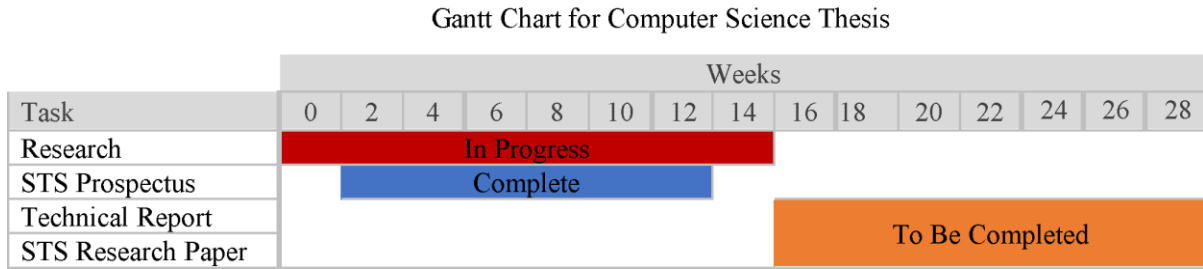 Gantt Chart for Computer Science Thesis
Weeks
Task 0 2 4 6 8 10 12 14 16 18 20 22 24 26 28
Research In Progress
STS Prospectus Complete
Technical Report
To Be Completed
STS Research Paper